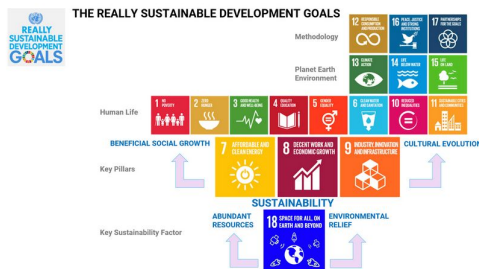 REALLY
SUSTAINABLE
DEVELOPMENT
GOALS
THE REALLY SUSTAINABLE DEVELOPMENT GOALS
Methodology
12 RESPONSIBLE
CONSUMPTION
AND PRODUCTION
16 PEACE, JUSTICE
AND STRONG
INSTITUTIONS
17 PARTNERSHIPS
FOR THE GOALS
Planet Earth
Environment
13 CLIMATE
ACTION
14 LIFE
BELOW WATER
15 LIFE
ON LAND
Human Life
1 NO
POVERTY
2 ZERO
HUNGER
3 GOOD HEALTH
AND WELL-BEING
4 QUALITY
EDUCATION
5 GENDER
EQUALITY
6 CLEAN WATER
AND SANITATION
10 REDUCED
INEQUALITIES
11 SUSTAINABLE CITIES
AND COMMUNITIES
BENEFICIAL SOCIAL GROWTH
CULTURAL EVOLUTION
Key Pillars
7 AFFORDABLE AND
CLEAN ENERGY
8 DECENT WORK AND
ECONOMIC GROWTH
9 INDUSTRY, INNOVATION
AND INFRASTRUCTURE
SUSTAINABILITY
ABUNDANT
RESOURCES
ENVIRONMENTAL
RELIEF
Key Sustainability Factor
18 SPACE FOR ALL, ON
EARTH AND BEYOND